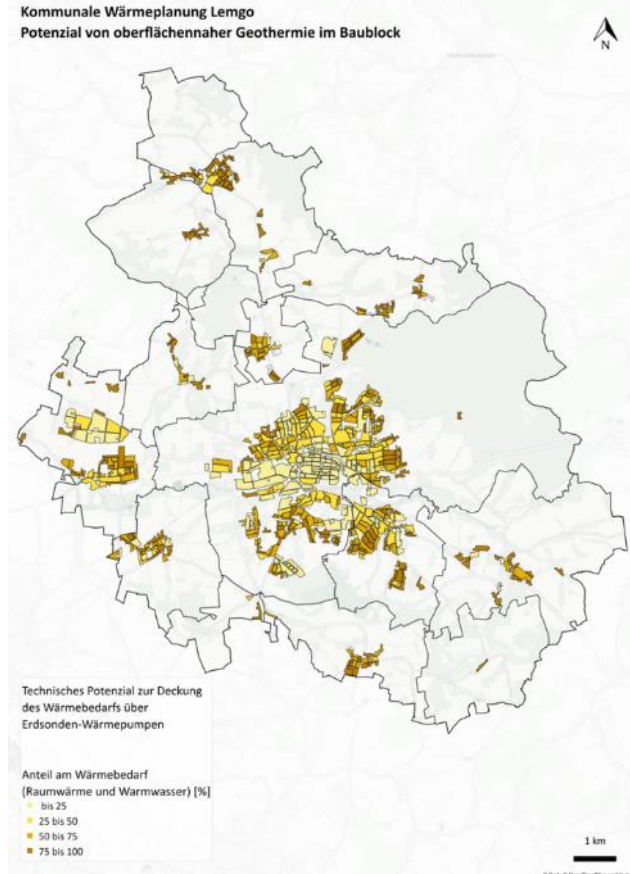 Kommunale Wärmeplanung Lemgo
Potenzial von oberflächennaher Geothermie im Baublock
N
Technisches Potenzial zur Deckung
des Wärmebedarfs über
Erdsonden-Wärmepumpen
Anteil am Wärmebedarf
(Raumwärme und Warmwasser) [%]
bis 25
25 bis 50
50 bis 75
75 bis 100
1 km